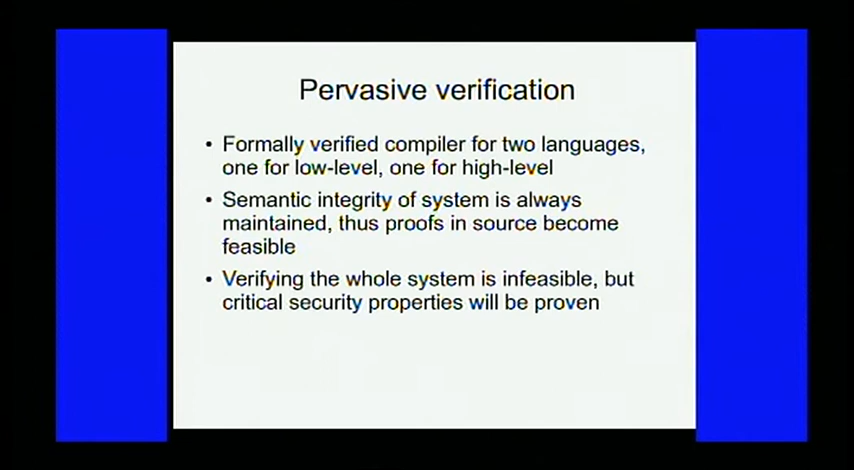 Pervasive verification
• Formally verified compiler for two languages,
one for low-level, one for high-level
• Semantic integrity of system is always
maintained, thus proofs in source become
feasible
• Verifying the whole system is infeasible, but
critical security properties will be proven